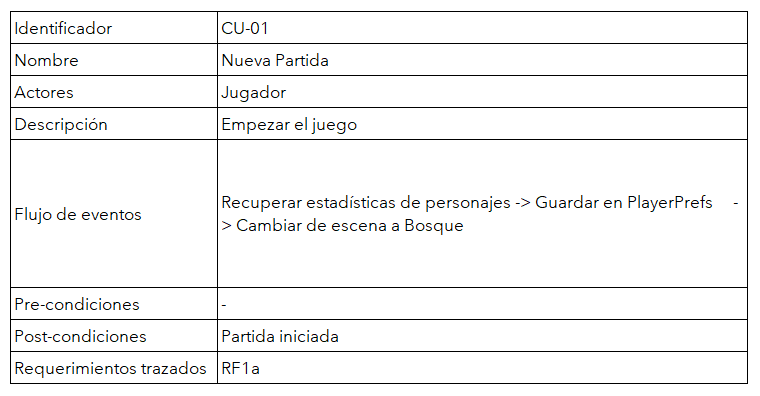 Identificador CU-01
Nombre Nueva Partida
Actores Jugador
Descripción Empezar el juego
Flujo de eventos Recuperar estadísticas de personajes -> Guardar en PlayerPrefs -
> Cambiar de escena a Bosque
Pre-condiciones -
Post-condiciones Partida iniciada
Requerimientos trazados RF1a